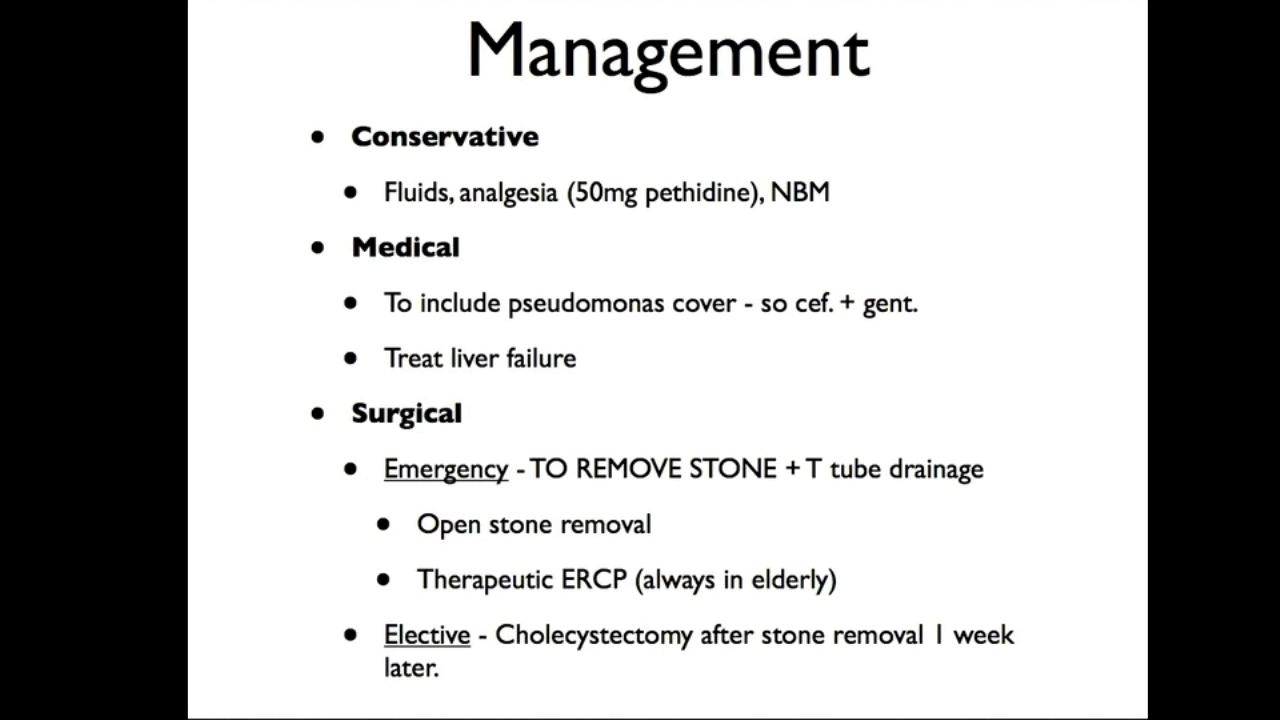 Management
• Conservative
• Fluids, analgesia (50mg pethidine), NBM
• Medical
• To include pseudomonas cover - so cef. + gent.
• Treat liver failure
• Surgical
• Emergency - TO REMOVE STONE + T tube drainage
• Open stone removal
• Therapeutic ERCP (always in elderly)
• Elective - Cholecystectomy after stone removal 1 week
later.